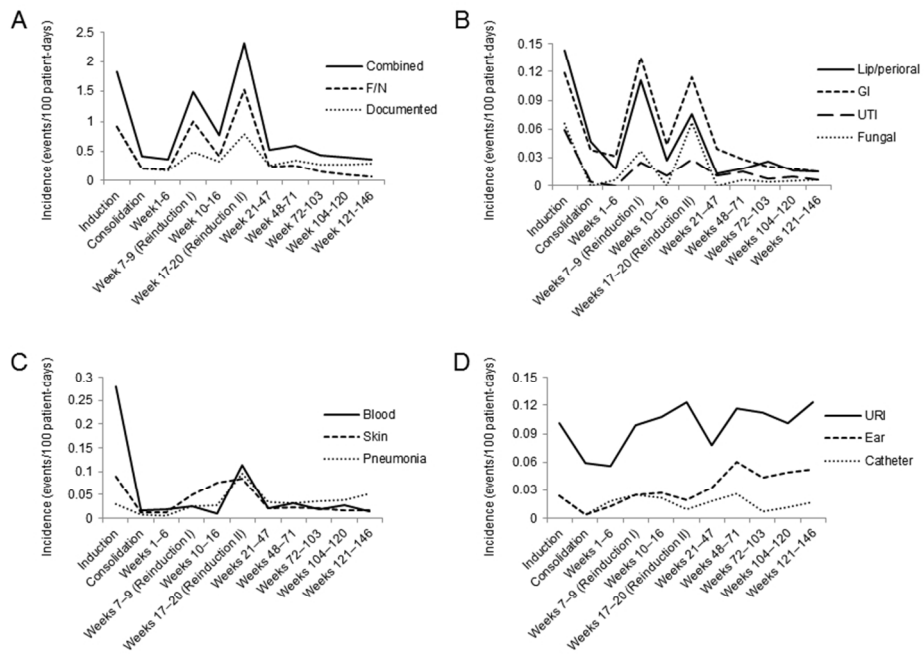 A
Incidence (events/100 patient-days)
2.5
2
1.5
1
0.5
0
Combined
F/N
Documented
Induction
Consolidation
Week1-6
Week 7-9 (Reinduction I)
Week 10-16
Week 17-20 (Reinduction II)
Week 21-47
Week 48-71
Week 72-103
Week 104-120
Week 121-146
B
Incidence (events/100 patient-days)
0.15
0.12
0.09
0.06
0.03
0
Lip/perioral
GI
UTI
Fungal
Induction
Consolidation
Weeks 1–6
Weeks 7–9 (Reinduction I)
Weeks 10–16
Weeks 17–20 (Reinduction II)
Weeks 21–47
Weeks 48–71
Weeks 72–103
Weeks 104–120
Weeks 121–146
C
Incidence (events/100 patient-cays)
0.3
0.25
0.2
0.15
0.1
0.05
0
Blood
Skin
Pneumonia
Induction
Consolidation
Weeks 1–6
Weeks 7–9 (Reinduction I)
Weeks 10–16
Weeks 17–20 (Reinduction II)
Weeks 21–47
Weeks 48–71
Weeks 72–103
Weeks 104–120
Weeks 121–146
D
Incidence (events/100 patient-days)
0.15
0.12
0.09
0.06
0.03
0
URI
Ear
Catheter
Induction
Consolidation
Weeks 1–6
Weeks 7–9 (Reinduction I)
Weeks 10–16
Weeks 17–20 (Reinduction II)
Weeks 21–47
Weeks 48–71
Weeks 72–103
Weeks 104–120
Weeks 121–146